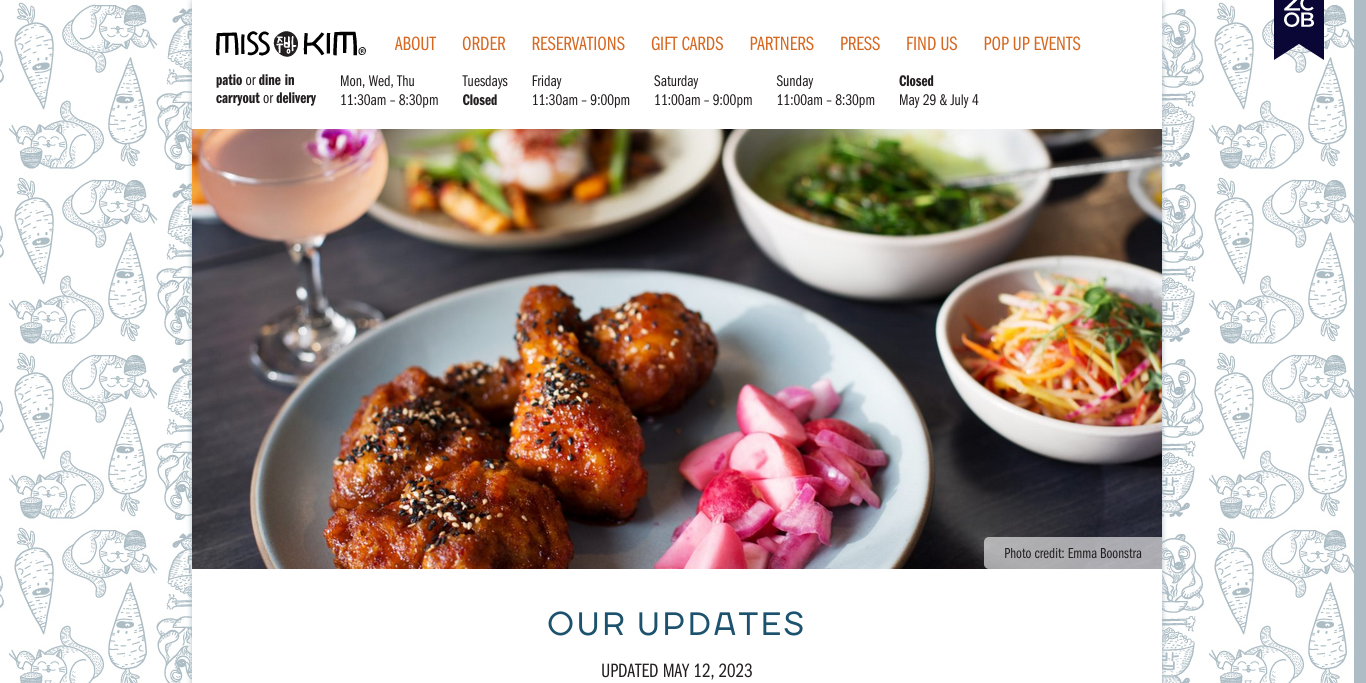 MISS KIM®
ABOUT ORDER RESERVATIONS GIFT CARDS PARTNERS PRESS FIND US POP UP EVENTS
patio or dine in
carryout or delivery
Mon, Wed, Thu
11:30am – 8:30pm
Tuesdays
Closed
Friday
11:30am – 9:00pm
Saturday
11:00am – 9:00pm
Sunday
11:00am – 8:30pm
Closed
May 29 & July 4
ZC
OB
Photo credit: Emma Boonstra
OUR UPDATES
UPDATED MAY 12, 2023